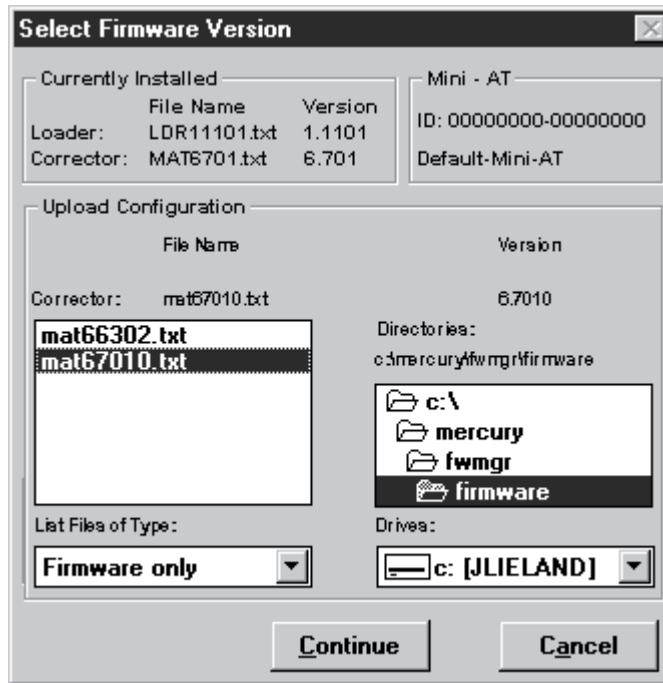 Select Firmware Version
Currently Installed
File Name Version
Loader: LDR11101.txt 1.1101
Corrector: MAT6701.txt 6.701
Mini - AT
ID: 00000000-00000000
Default-Mini-AT
Upload Configuration
File Name Version
Corrector: mat67010.txt 6.7010
mat66302.txt
mat67010.txt
Directories:
c:\mercury\fwmgr\firmware
c:\
mercury
fwmgr
firmware
List Files of Type:
Firmware only
Drives:
c: [JLIELAND]
Continue Cancel